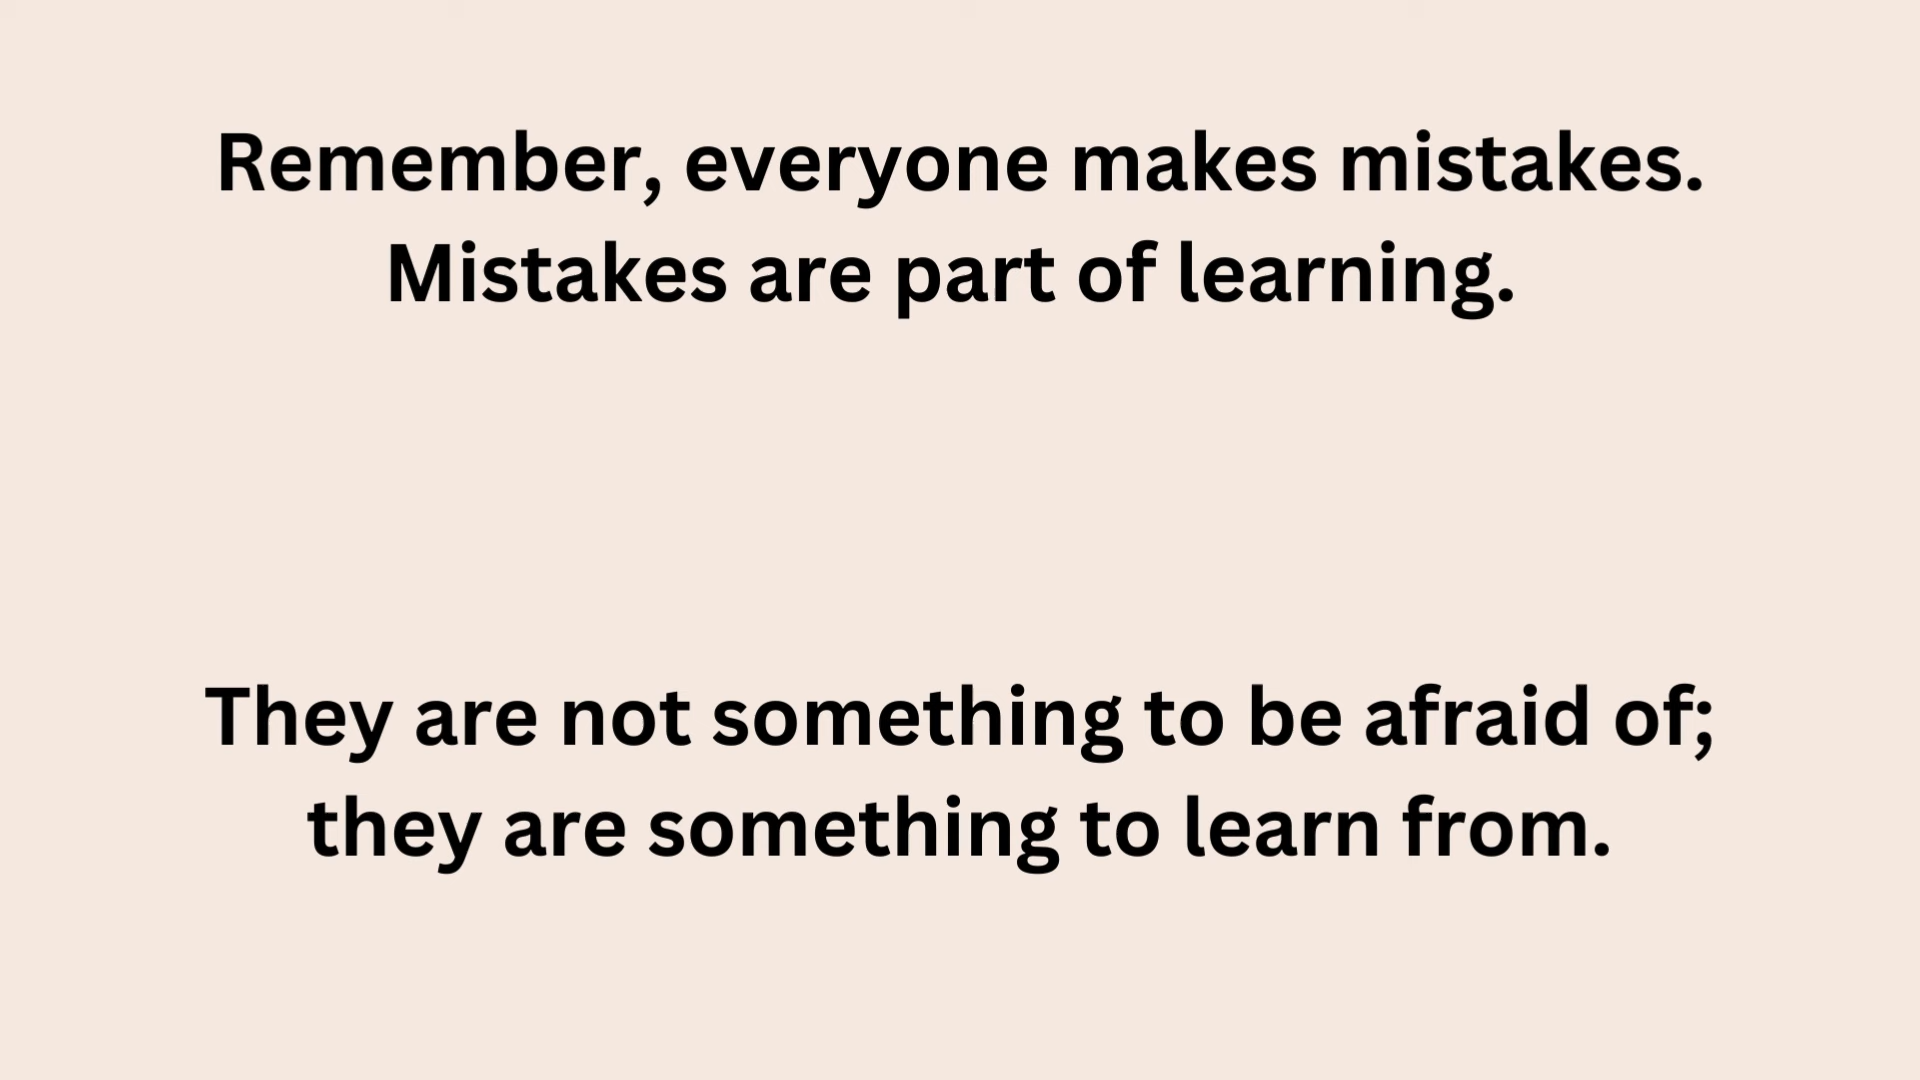 Remember, everyone makes mistakes.
Mistakes are part of learning.
They are not something to be afraid of;
they are something to learn from.